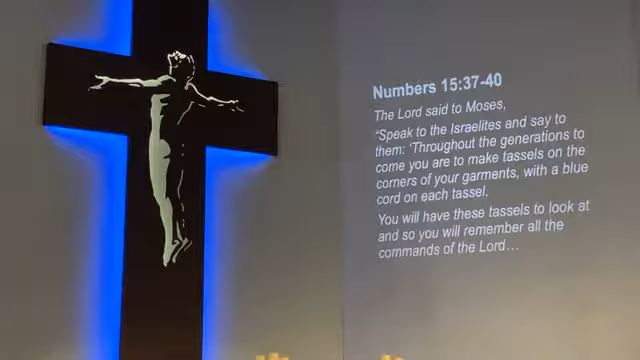 Numbers 15:37-40
The Lord said to Moses,
“Speak to the Israelites and say to
them: ‘Throughout the generations to
come you are to make tassels on the
corners of your garments, with a blue
cord on each tassel.
You will have these tassels to look at
and so you will remember all the
commands of the Lord…